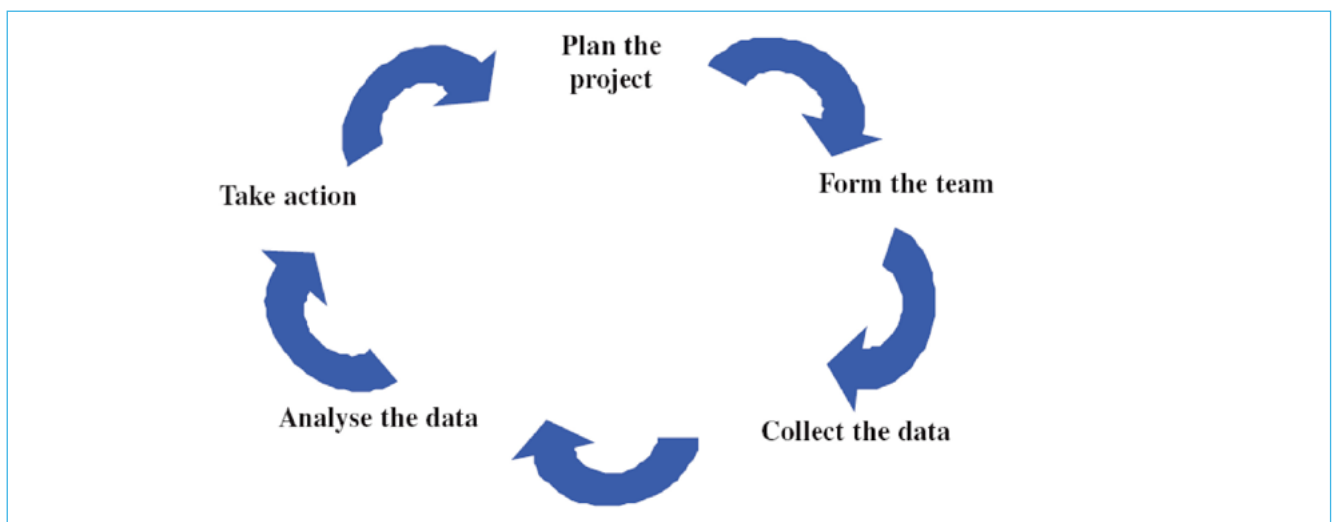 Plan the
project
Form the team
Collect the data
Analyse the data
Take action